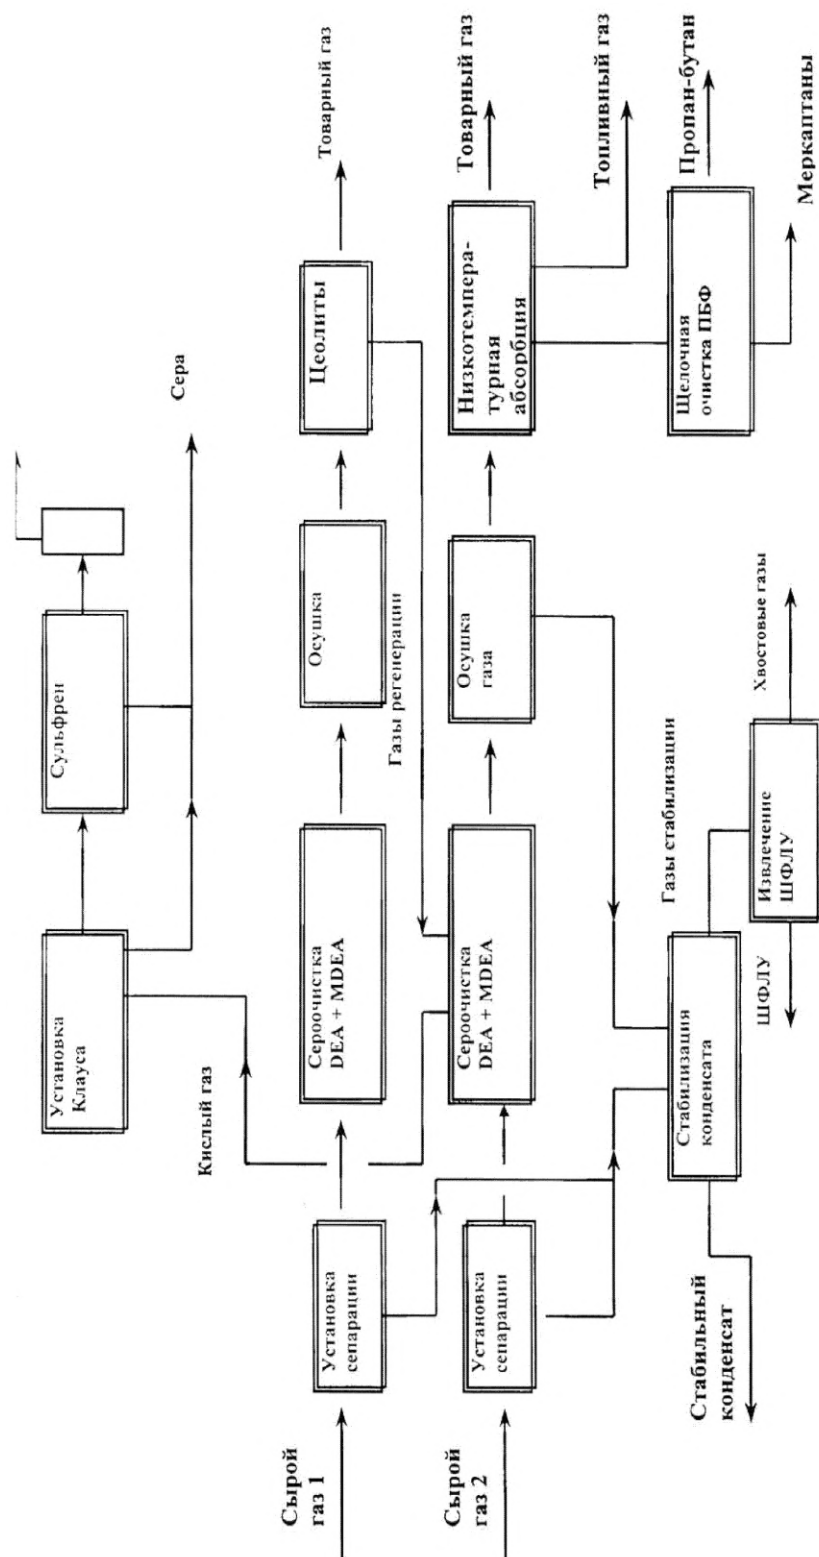 Установка
Клауса
Сульфрен
Сера
Кислый газ
Сырой
газ 1
Установка
сепарации
Сероочистка
DEA + MDEA
Осушка
Цеолиты
Товарный газ
Газы регенерации
Сырой
газ 2
Установка
сепарации
Сероочистка
DEA + MDEA
Осушка
газа
Низкотемпера-
турная
абсорбция
Товарный газ
Топливный газ
Стабильный
конденсат
Стабилизация
конденсата
Газы стабилизации
Извлечение
ШФЛУ
ШФЛУ
Хвостовые газы
Щелочная
очистка ПБФ
Пропан-бутан
Меркаптаны